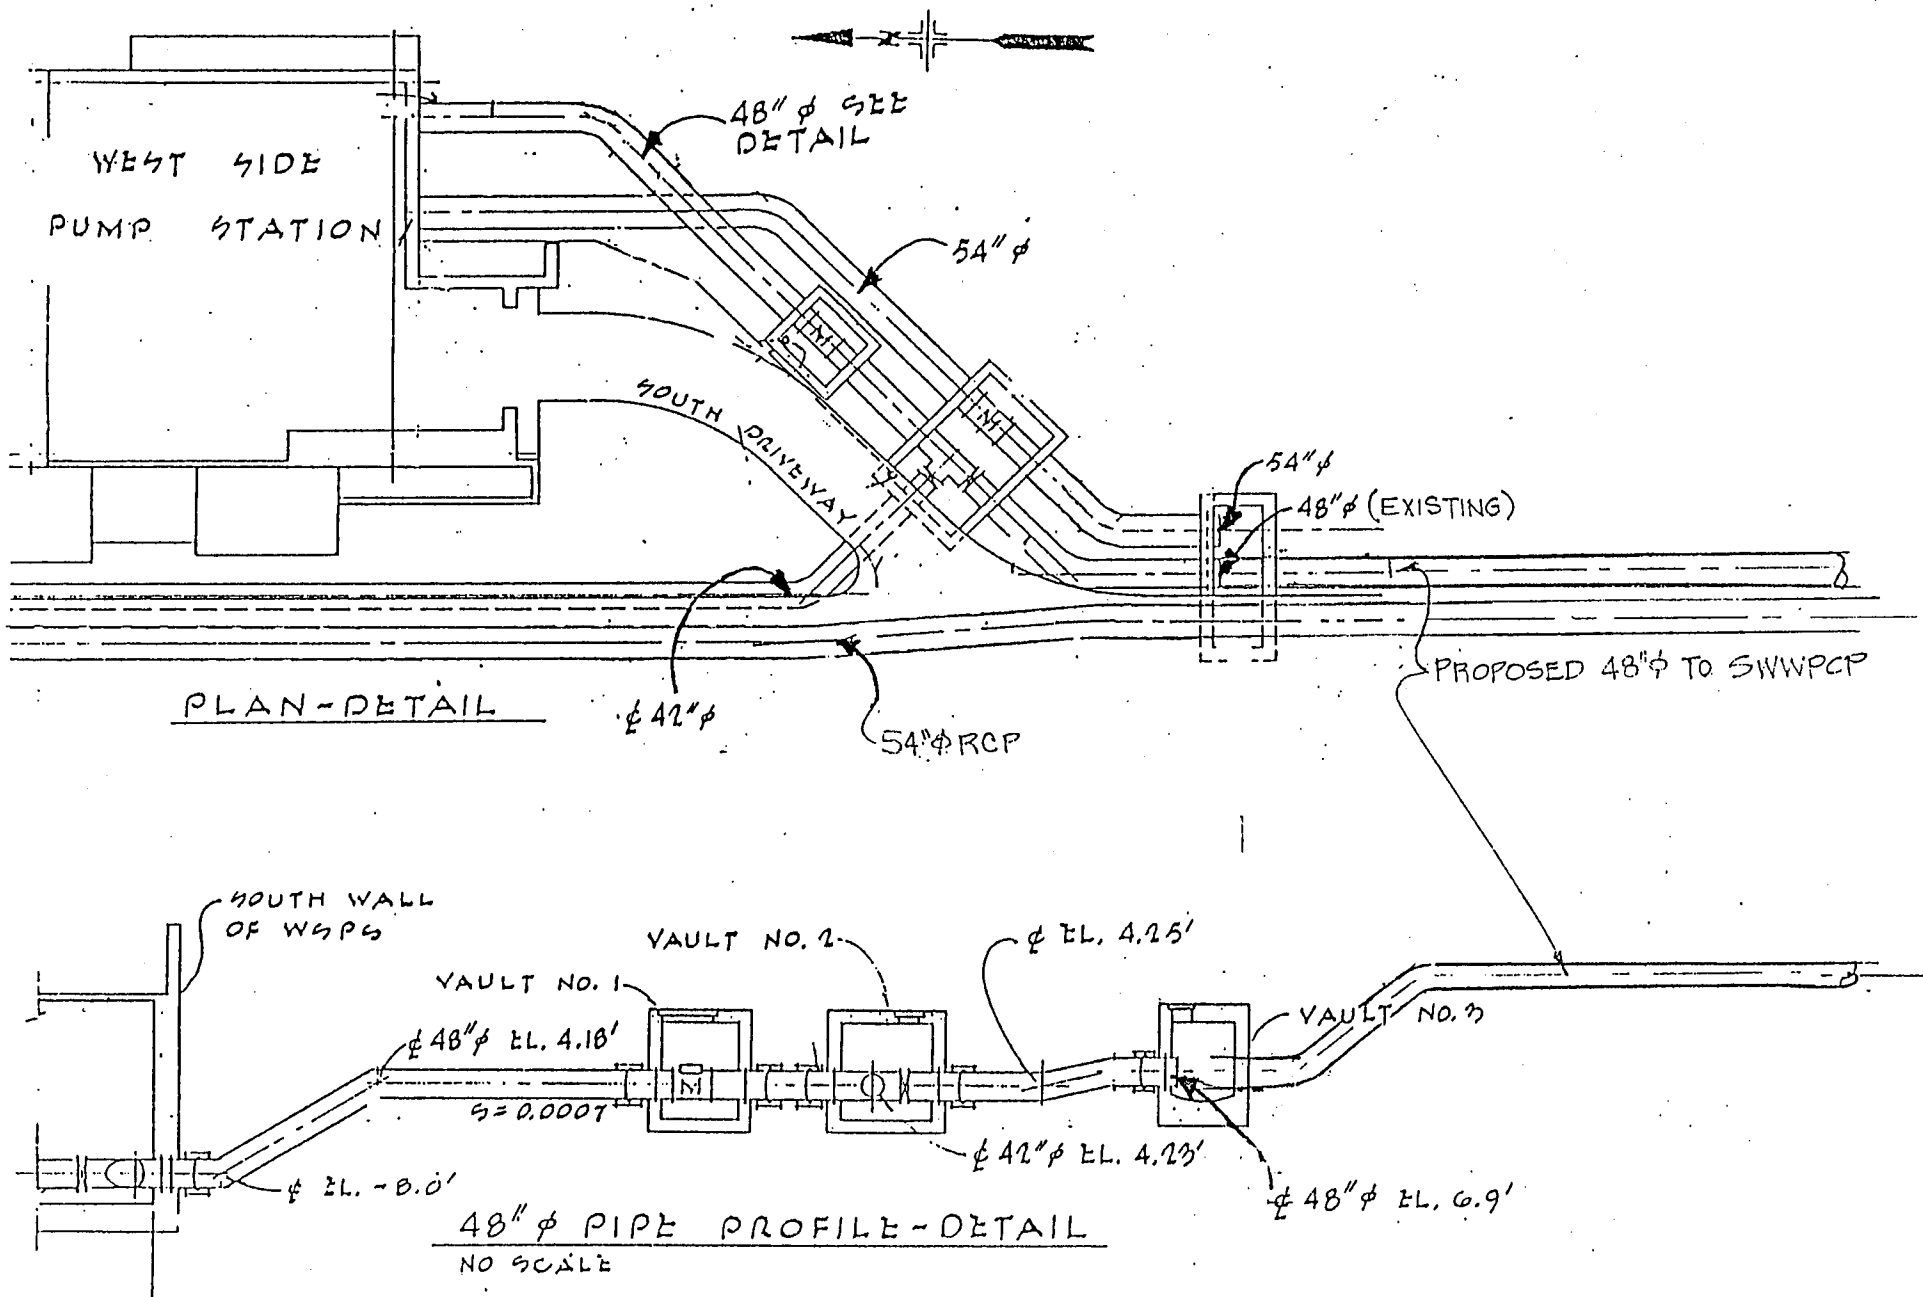 N
48"ø SEE
DETAIL
WEST SIDE
PUMP STATION
54"ø
M
M
SOUTH DRIVEWAY
54"ø
48"ø (EXISTING)
PROPOSED 48"ø TO SWWPCP
PLAN-DETAIL
℄ 42"ø
54"ø RCP
SOUTH WALL
OF WSPS
VAULT NO. 2
℄ EL. 4.25'
VAULT NO. 1
VAULT NO. 3
℄ 48"ø EL. 4.18'
M
S=0.0007
℄ 42"ø EL. 4.23'
℄ EL. -8.0'
℄ 48"ø EL. 6.9'
48"ø PIPE PROFILE-DETAIL
NO SCALE